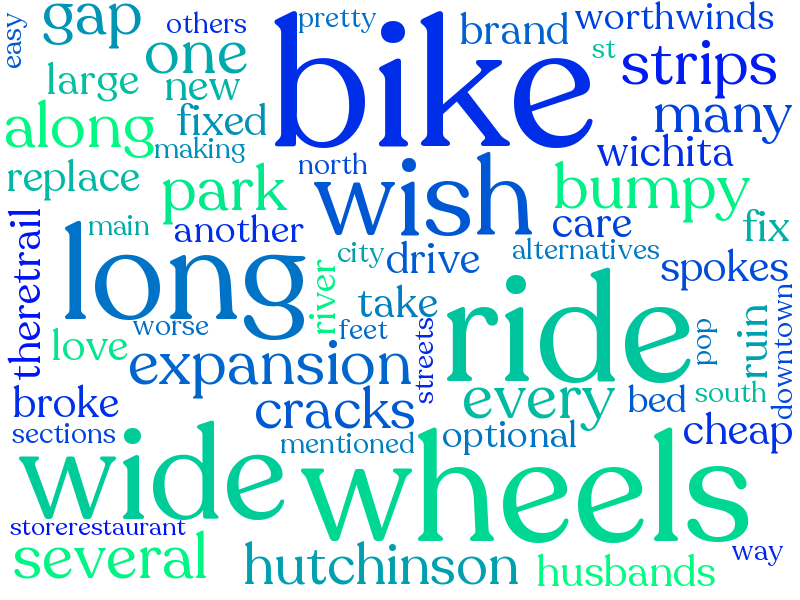 easy
gap
others
pretty
brand
worthwinds
bike
one
st
strips
large
new
many
along
fixed
making
wichita
replace
park
north
wish
bumpy
theretrail
main
another
care
fix
long
city
drive
alternatives
spokes
river
take
ride
worse
feet
streets
pop
ruin
downtown
love
expansion
broke
cracks
every
bed
south
sections
mentioned
optional
cheap
wide
wheels
storerestaurant
several
hutchinson
husbands
way